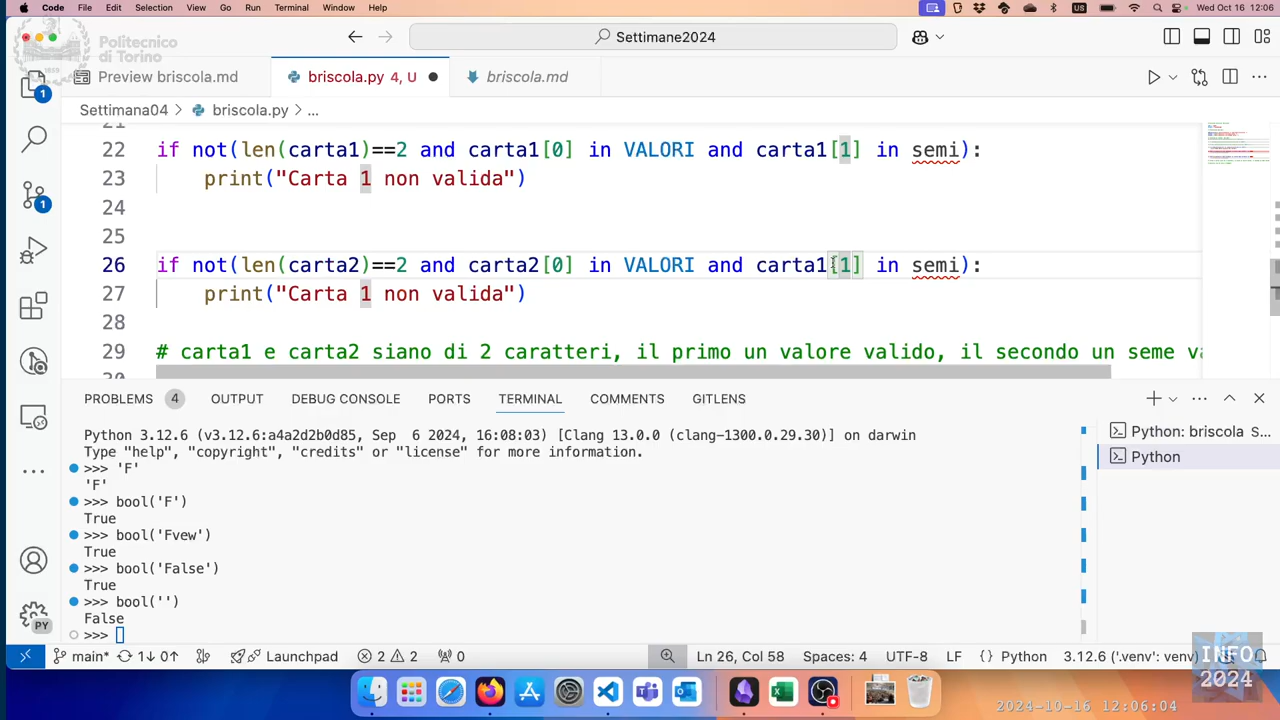 Code File Edit Selection View Go Run Terminal Window Help US Wed Oct 16 12:06
Politecnico
di Torino
Settimane2024
Preview briscola.md briscola.py 4, U briscola.md
Settimana04 > briscola.py > ...
21
22 if not(len(carta1)==2 and carta1[0] in VALORI and carta1[1] in semi):
23 print("Carta 1 non valida")
24
25
26 if not(len(carta2)==2 and carta2[0] in VALORI and carta1[1] in semi):
27 print("Carta 1 non valida")
28
29 # carta1 e carta2 siano di 2 caratteri, il primo un valore valido, il secondo un seme va
30
PROBLEMS 4 OUTPUT DEBUG CONSOLE PORTS TERMINAL COMMENTS GITLENS
Python 3.12.6 (v3.12.6:a4a2d2b0d85, Sep 6 2024, 16:08:03) [Clang 13.0.0 (clang-1300.0.29.30)] on darwin
Type "help", "copyright", "credits" or "license" for more information.
>>> 'F'
'F'
>>> bool('F')
True
>>> bool('Fvew')
True
>>> bool('False')
True
>>> bool('')
False
>>>
Python: briscola S...
Python
1
1
PY
main* 1↓ 0↑ Launchpad 2 2 0 Ln 26, Col 58 Spaces: 4 UTF-8 LF {} Python 3.12.6 ('.venv': venv)
INFO
2024
2024-10-16 12:06:04